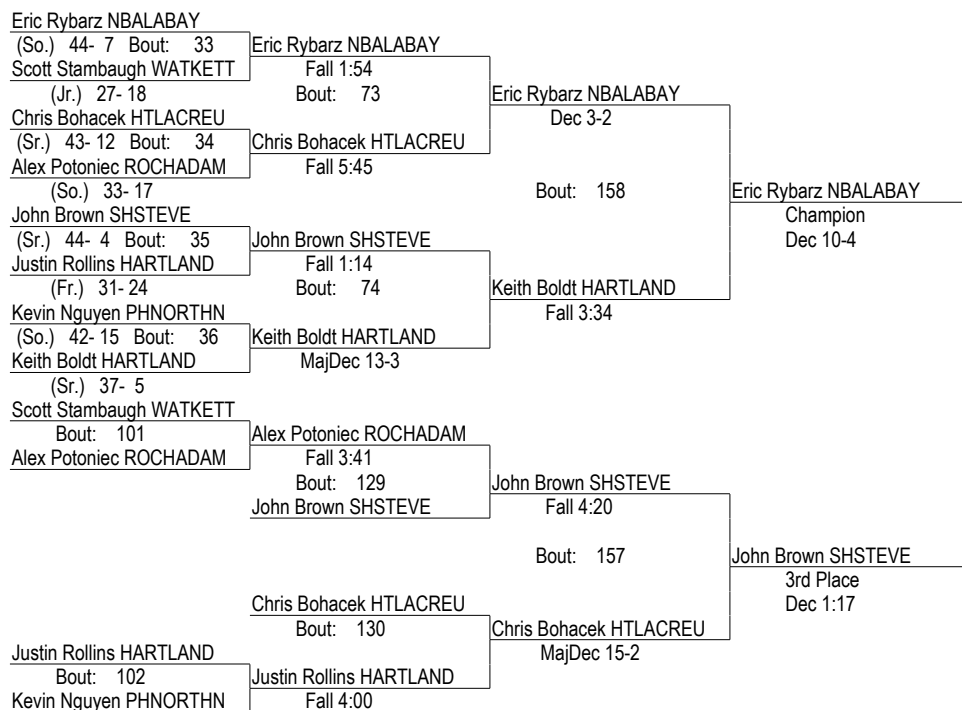 Eric Rybarz NBALABAY
(So.) 44- 7 Bout: 33 Eric Rybarz NBALABAY
Scott Stambaugh WATKETT Fall 1:54
(Jr.) 27- 18 Bout: 73 Eric Rybarz NBALABAY
Chris Bohacek HTLACREU Dec 3-2
(Sr.) 43- 12 Bout: 34 Chris Bohacek HTLACREU
Alex Potoniec ROCHADAM Fall 5:45
(So.) 33- 17 Bout: 158 Eric Rybarz NBALABAY
John Brown SHSTEVE Champion
(Sr.) 44- 4 Bout: 35 John Brown SHSTEVE Dec 10-4
Justin Rollins HARTLAND Fall 1:14
(Fr.) 31- 24 Bout: 74 Keith Boldt HARTLAND
Kevin Nguyen PHNORTHN Fall 3:34
(So.) 42- 15 Bout: 36 Keith Boldt HARTLAND
Keith Boldt HARTLAND MajDec 13-3
(Sr.) 37- 5
Scott Stambaugh WATKETT
Bout: 101 Alex Potoniec ROCHADAM
Alex Potoniec ROCHADAM Fall 3:41
Bout: 129 John Brown SHSTEVE
John Brown SHSTEVE Fall 4:20
Bout: 157 John Brown SHSTEVE
3rd Place
Chris Bohacek HTLACREU Dec 1:17
Bout: 130 Chris Bohacek HTLACREU
Justin Rollins HARTLAND MajDec 15-2
Bout: 102 Justin Rollins HARTLAND
Kevin Nguyen PHNORTHN Fall 4:00